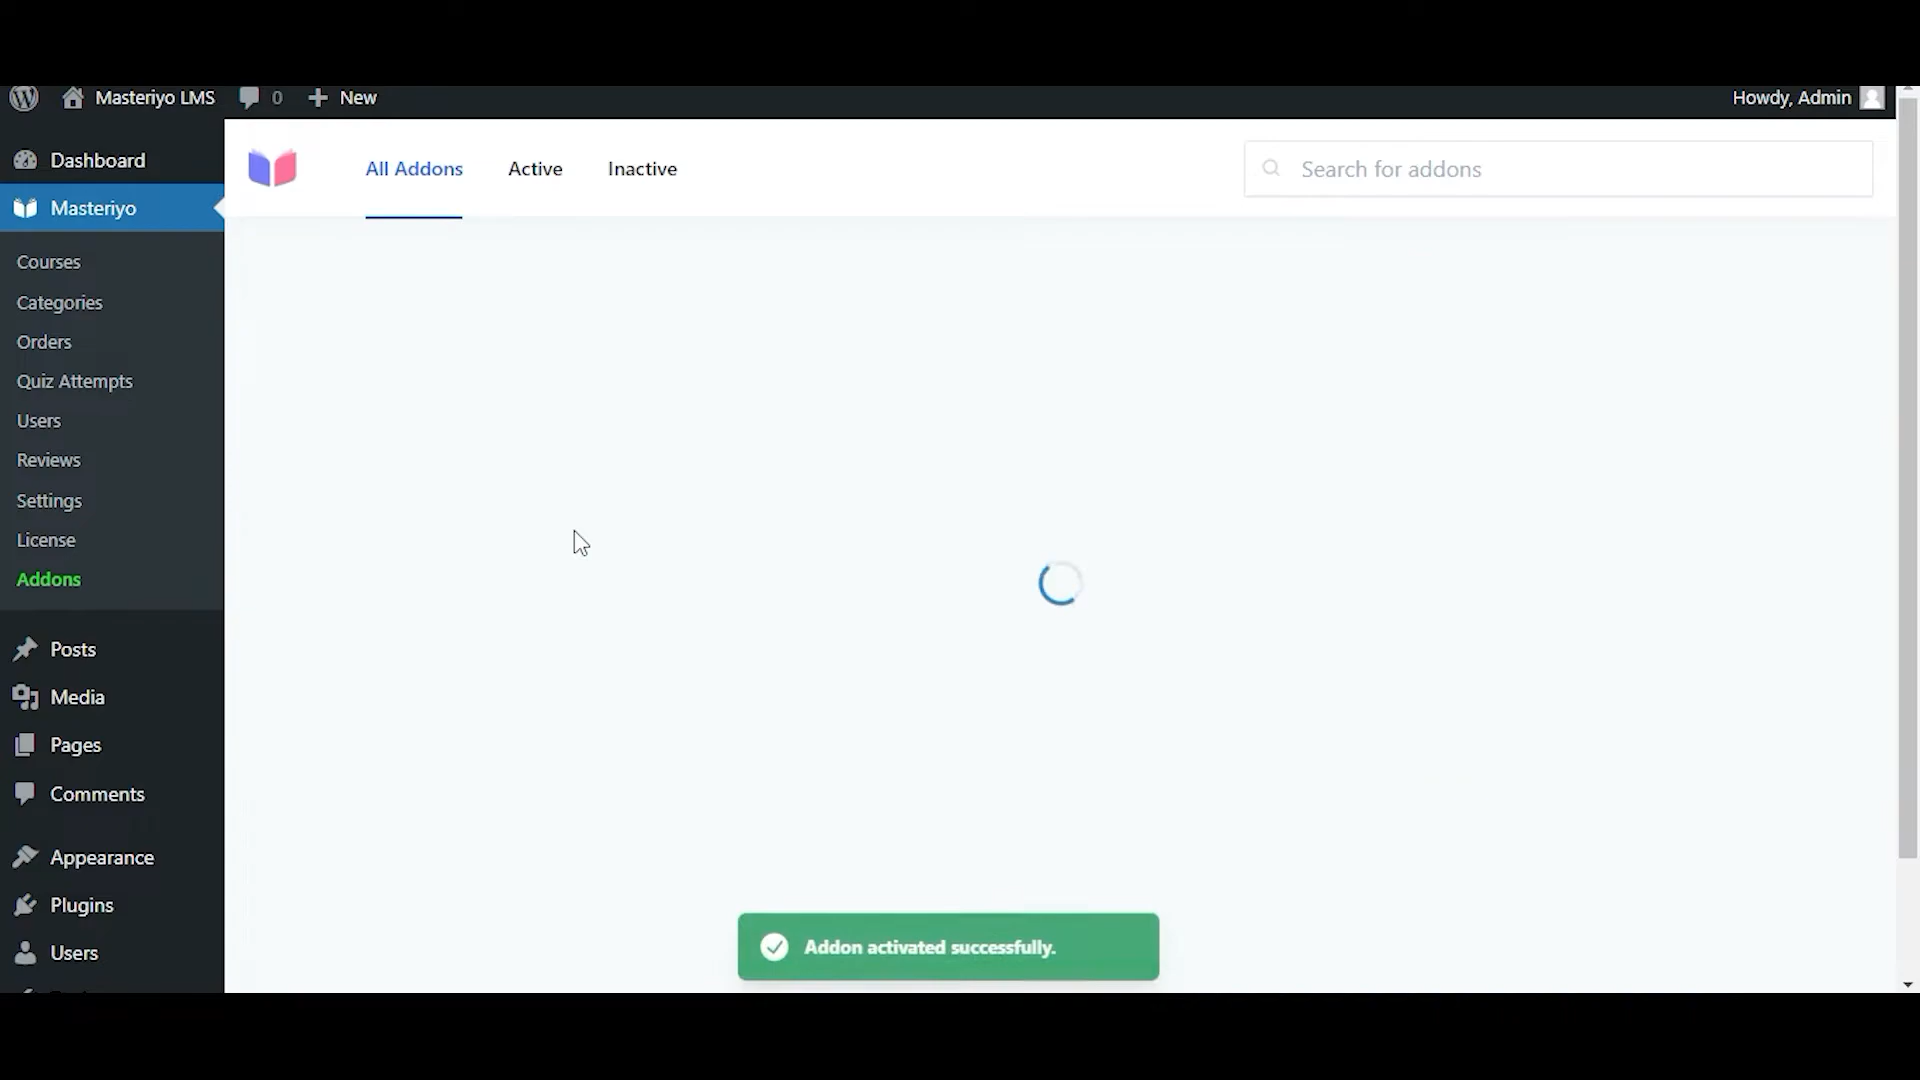 Masteriyo LMS 0 New Howdy, Admin
Dashboard
Masteriyo
Courses
Categories
Orders
Quiz Attempts
Users
Reviews
Settings
License
Addons
Posts
Media
Pages
Comments
Appearance
Plugins
Users
All Addons Active Inactive Search for addons
Addon activated successfully.